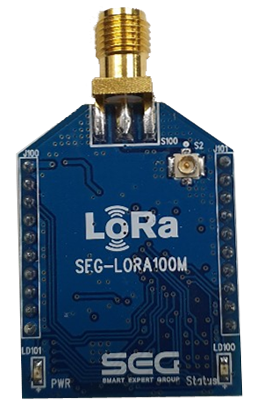 J100
S100
S2
J101
LoRa
SEG-LORA100M
LD101
PWR
SEG
SMART EXPERT GROUP
LD100
Status